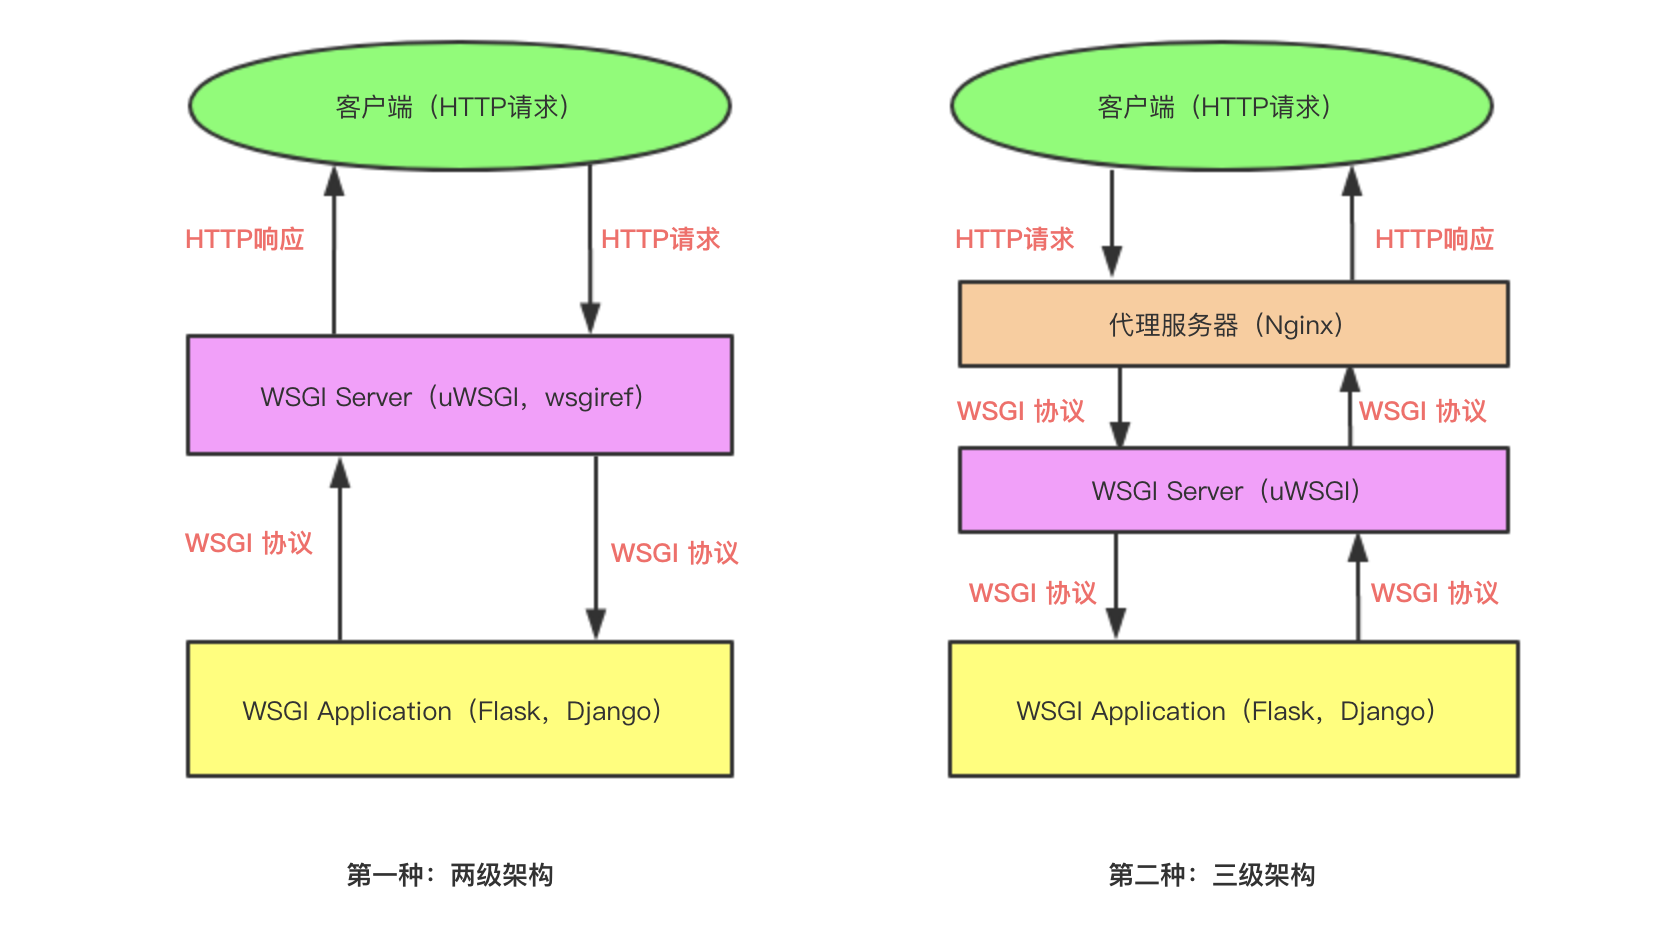 客户端（HTTP请求）
HTTP响应
HTTP请求
WSGI Server（uWSGI，wsgiref）
WSGI 协议
WSGI 协议
WSGI Application（Flask，Django）
第一种：两级架构
客户端（HTTP请求）
HTTP请求
HTTP响应
代理服务器（Nginx）
WSGI 协议
WSGI 协议
WSGI Server（uWSGI）
WSGI 协议
WSGI 协议
WSGI Application（Flask，Django）
第二种：三级架构